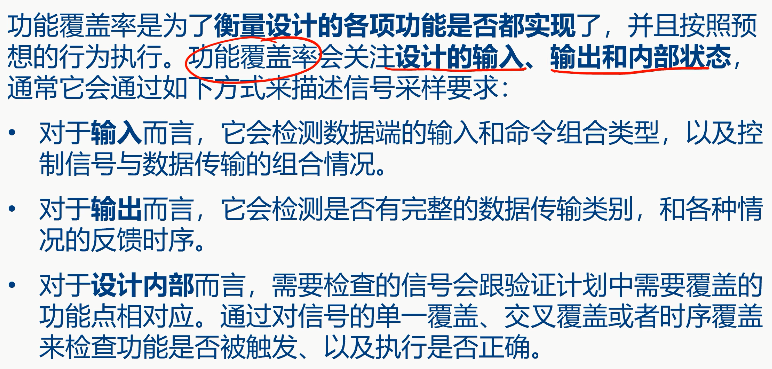 功能覆盖率是为了衡量设计的各项功能是否都实现了，并且按照预
想的行为执行。功能覆盖率会关注设计的输入、输出和内部状态，
通常它会通过如下方式来描述信号采样要求：
• 对于输入而言，它会检测数据端的输入和命令组合类型，以及控
制信号与数据传输的组合情况。
• 对于输出而言，它会检测是否有完整的数据传输类别，和各种情
况的反馈时序。
• 对于设计内部而言，需要检查的信号会跟验证计划中需要覆盖的
功能点相对应。通过对信号的单一覆盖、交叉覆盖或者时序覆盖
来检查功能是否被触发、以及执行是否正确。